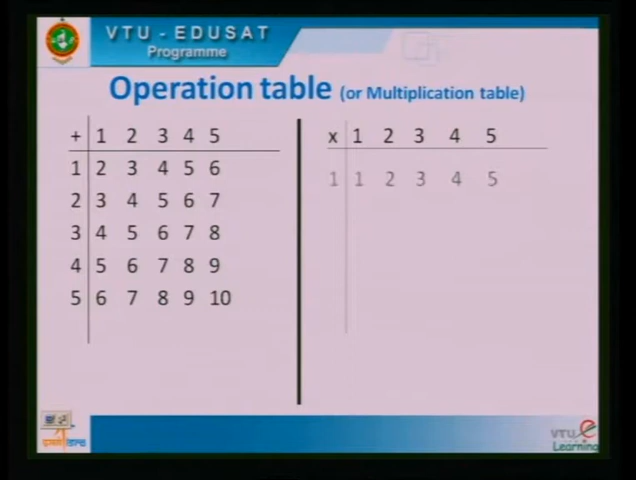 VTU - EDUSAT
Programme
Operation table (or Multiplication table)
+ 1 2 3 4 5
1 2 3 4 5 6
2 3 4 5 6 7
3 4 5 6 7 8
4 5 6 7 8 9
5 6 7 8 9 10
x 1 2 3 4 5
1 1 2 3 4 5
VTU e
Learning